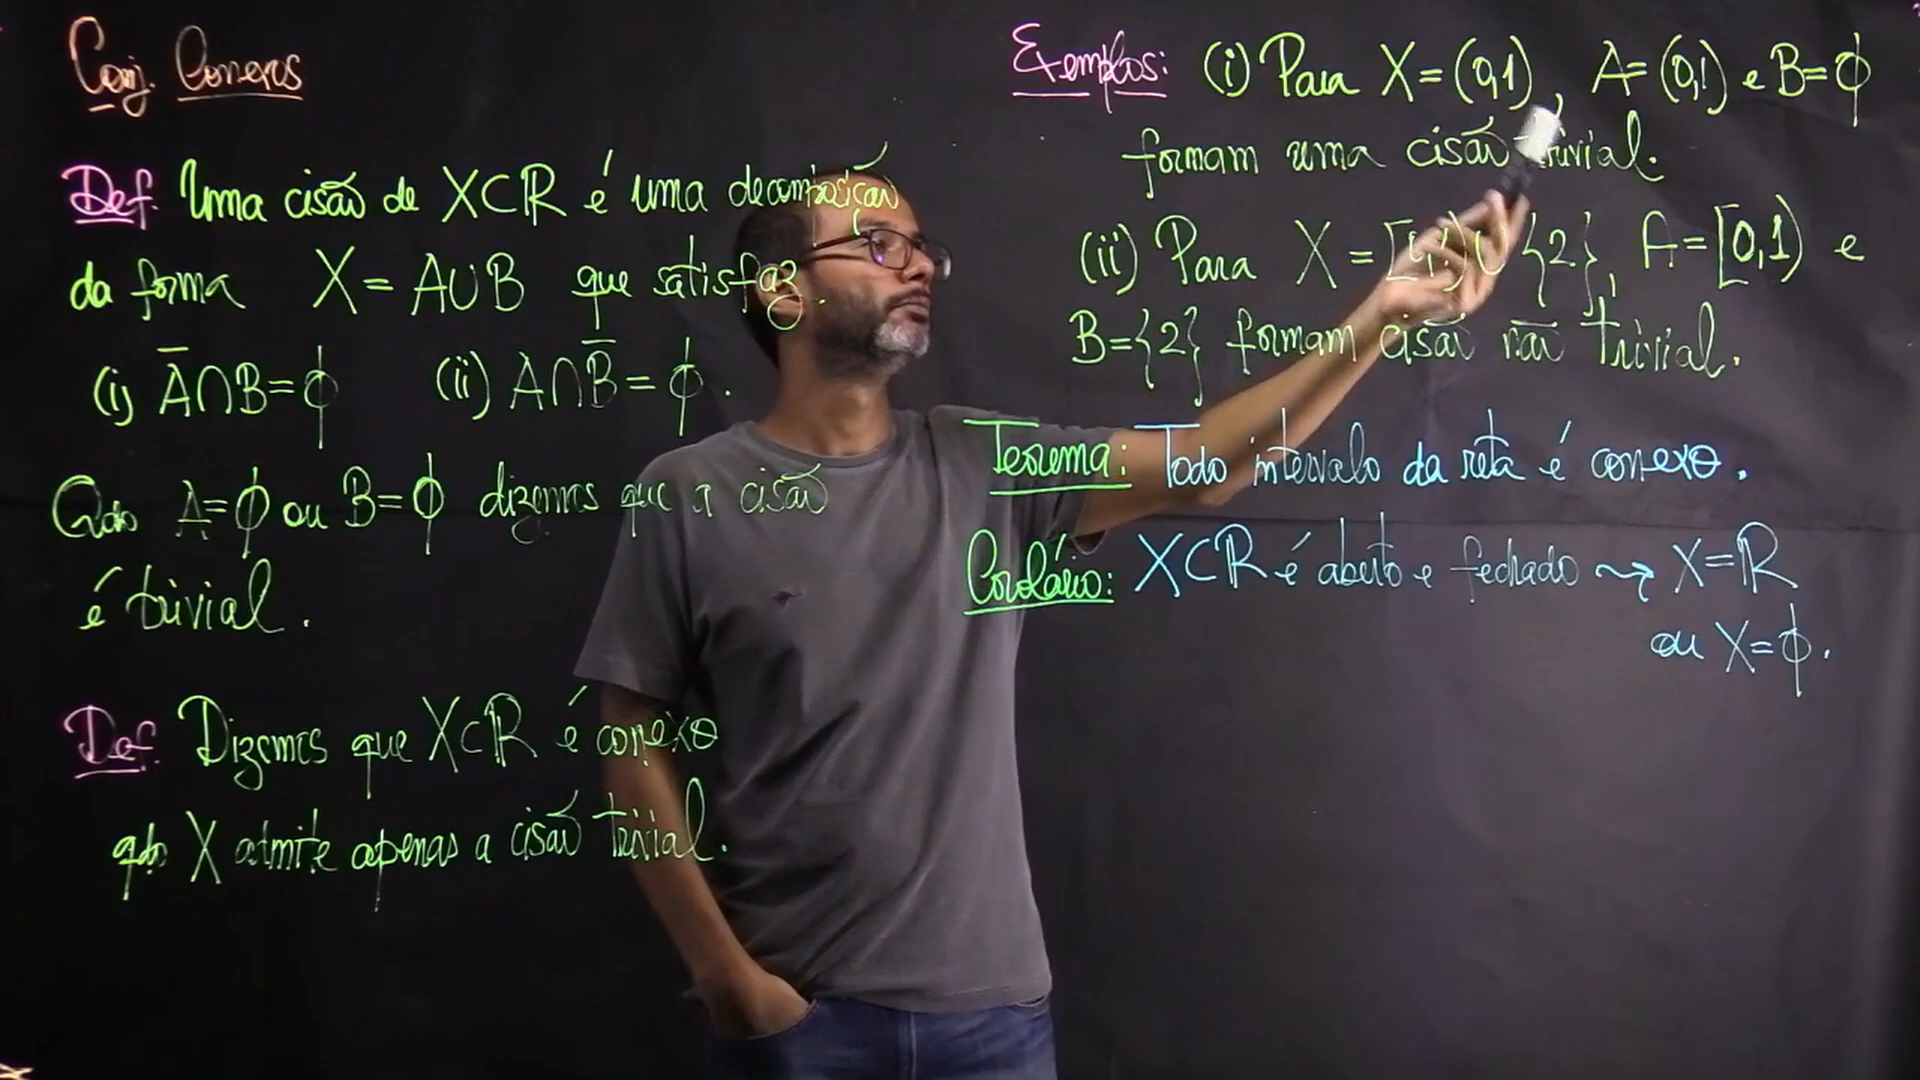 Conj. Conexos
Def. Uma cisão de X⊂ℝ é uma decomposição
da forma X = A∪B que satisfaz.
(i) A̅∩B=ϕ (ii) A∩B̅=ϕ.
Qdo A=ϕ ou B=ϕ dizemos que a cisão
é trivial.
Def. Dizemos que X⊂ℝ é conexo
qdo X admite apenas a cisão trivial.
Exemplos: (i) Para X=(0,1), A=(0,1) e B=ϕ
formam uma cisão trivial.
(ii) Para X = ∪{2}, A=[0,1) e
B={2} formam cisão não trivial.
Teorema: Todo intervalo da reta é conexo.
Corolário: X⊂ℝ é aberto e fechado ⇝ X=ℝ
ou X=ϕ.